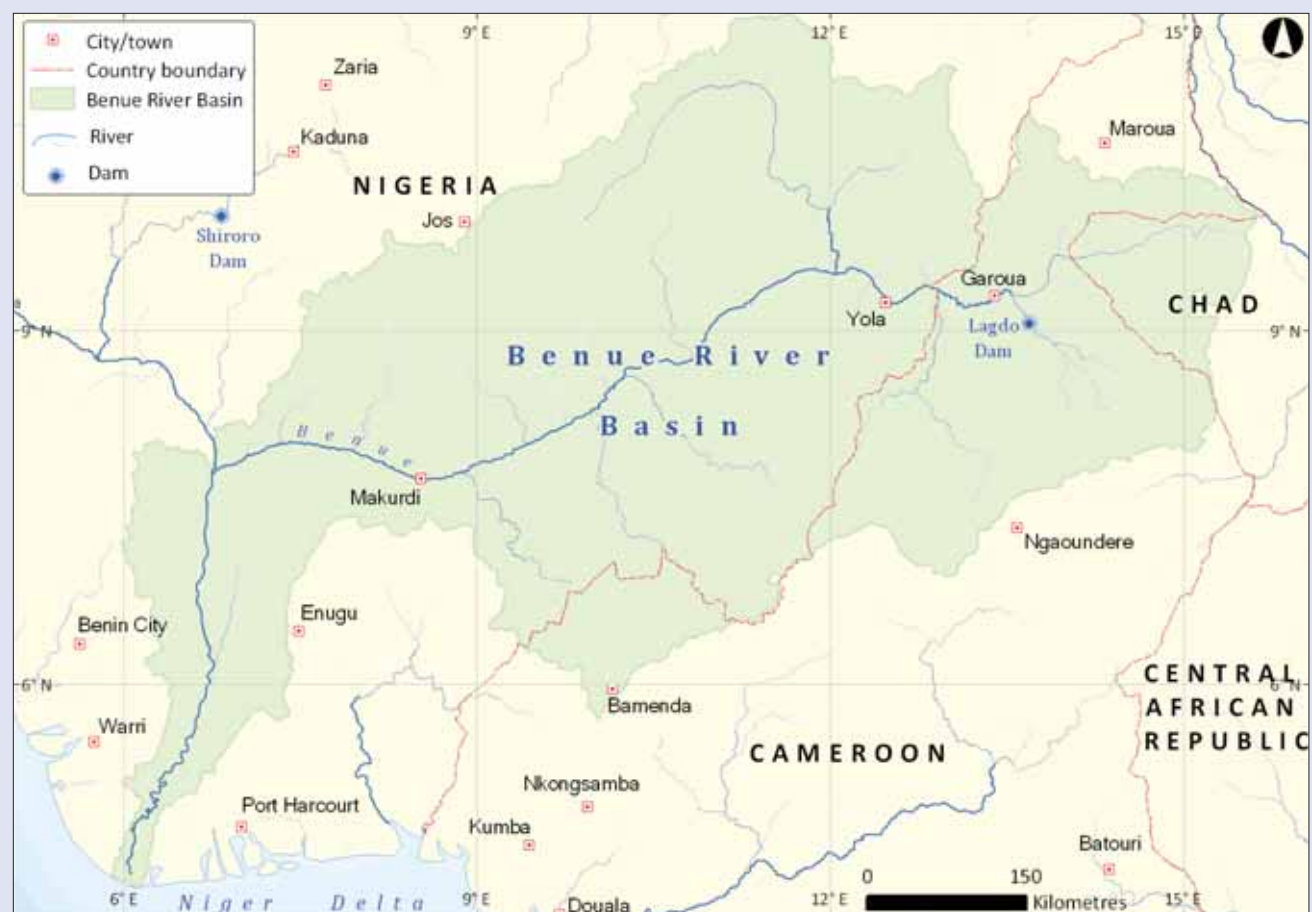 City/town
Country boundary
Benue River Basin
River
Dam
9° E
12° E
15°
Zaria
Kaduna
Maroua
NIGERIA
Jos
Shiroro
Dam
Garoua
Yola
Lagdo
Dam
CHAD
9° N
9° N
Benue River
Basin
Benue
Makurdi
Ngaoundere
Enugu
Benin City
6° N
6° N
Bamenda
Warri
CENTRAL
AFRICAN
REPUBLIC
CAMEROON
Nkongsamba
Port Harcourt
Kumba
Batouri
0
150
Kilometres
6° E
Niger Delta
9° E
Douala
12° E
15° E